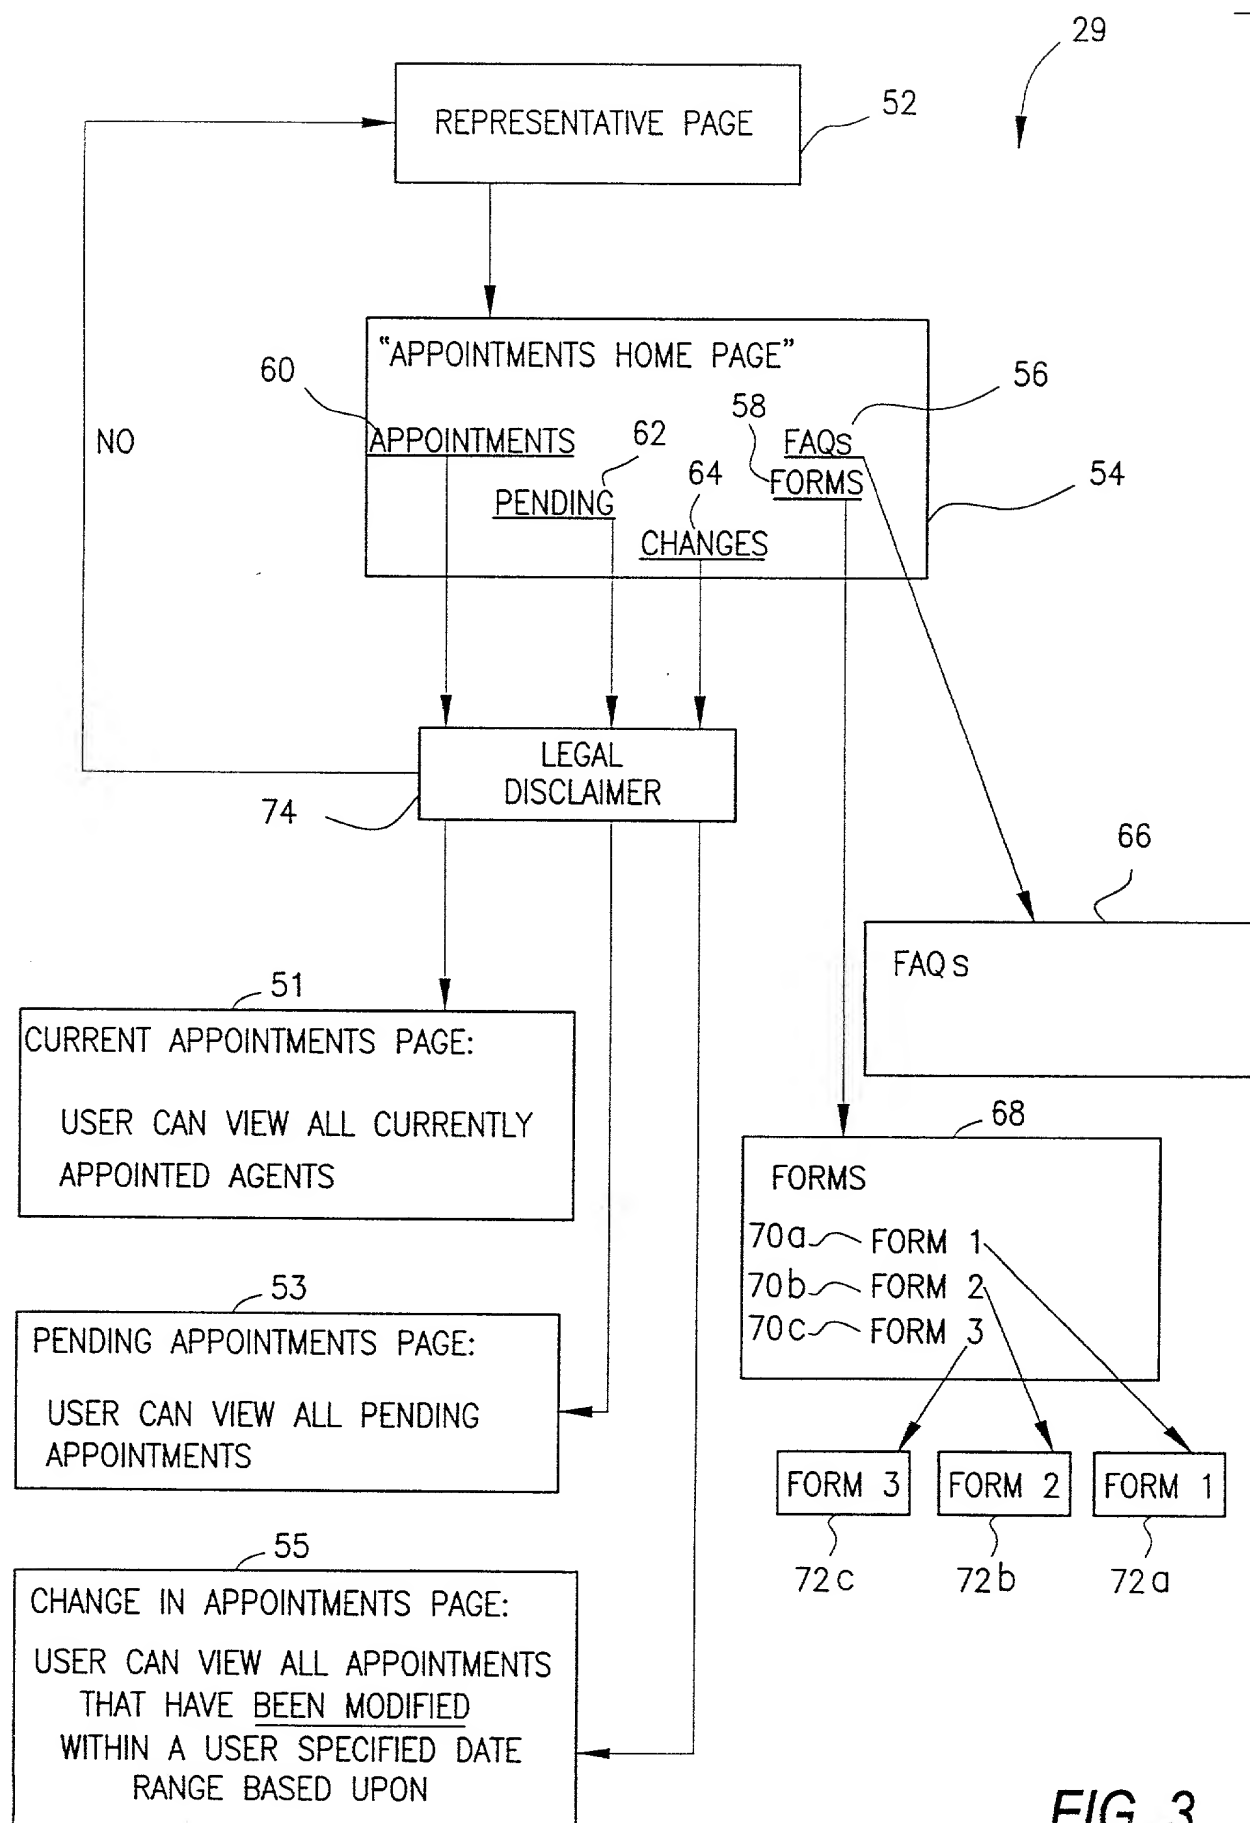 29
REPRESENTATIVE PAGE
52
"APPOINTMENTS HOME PAGE"
60
56
58
62
NO
APPOINTMENTS
FAQs
64
FORMS
54
PENDING
CHANGES
LEGAL
DISCLAIMER
74
66
FAQs
51
CURRENT APPOINTMENTS PAGE:
USER CAN VIEW ALL CURRENTLY
APPOINTED AGENTS
68
FORMS
70a FORM 1
70b FORM 2
70c FORM 3
53
PENDING APPOINTMENTS PAGE:
USER CAN VIEW ALL PENDING
APPOINTMENTS
FORM 3
FORM 2
FORM 1
72c
72b
72a
55
CHANGE IN APPOINTMENTS PAGE:
USER CAN VIEW ALL APPOINTMENTS
THAT HAVE BEEN MODIFIED
WITHIN A USER SPECIFIED DATE
RANGE BASED UPON
FIG. 3